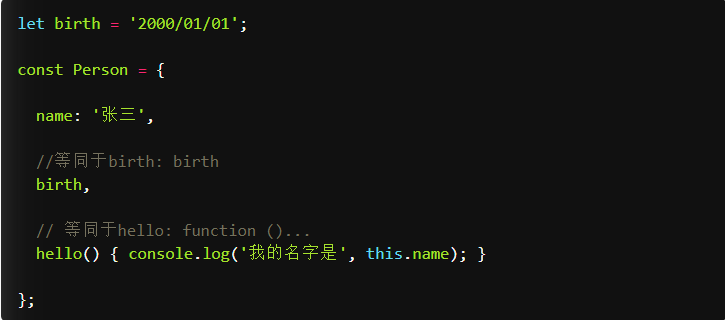 let birth = '2000/01/01';
const Person = {
name: '张三',
//等同于birth: birth
birth,
// 等同于hello: function ()...
hello() { console.log('我的名字是', this.name); }
};